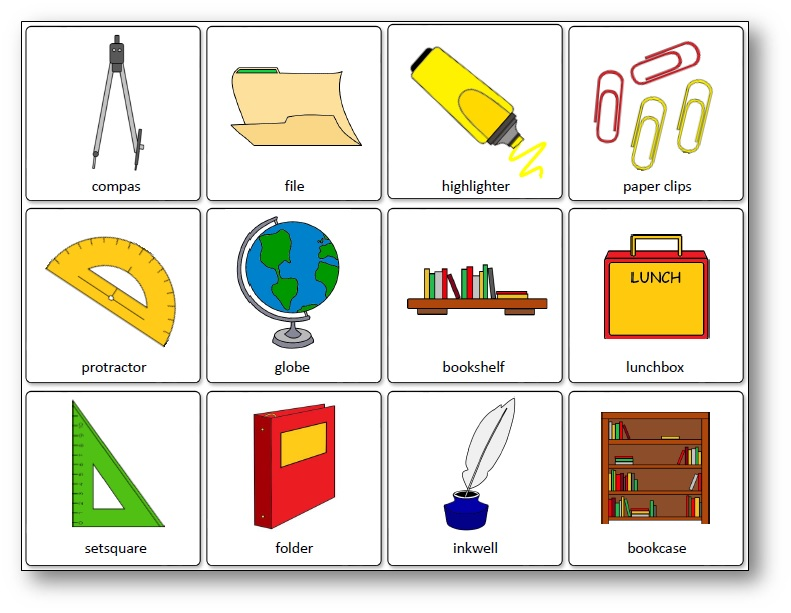 compas
file
highlighter
paper clips
protractor
globe
bookshelf
LUNCH
lunchbox
setsquare
folder
inkwell
bookcase